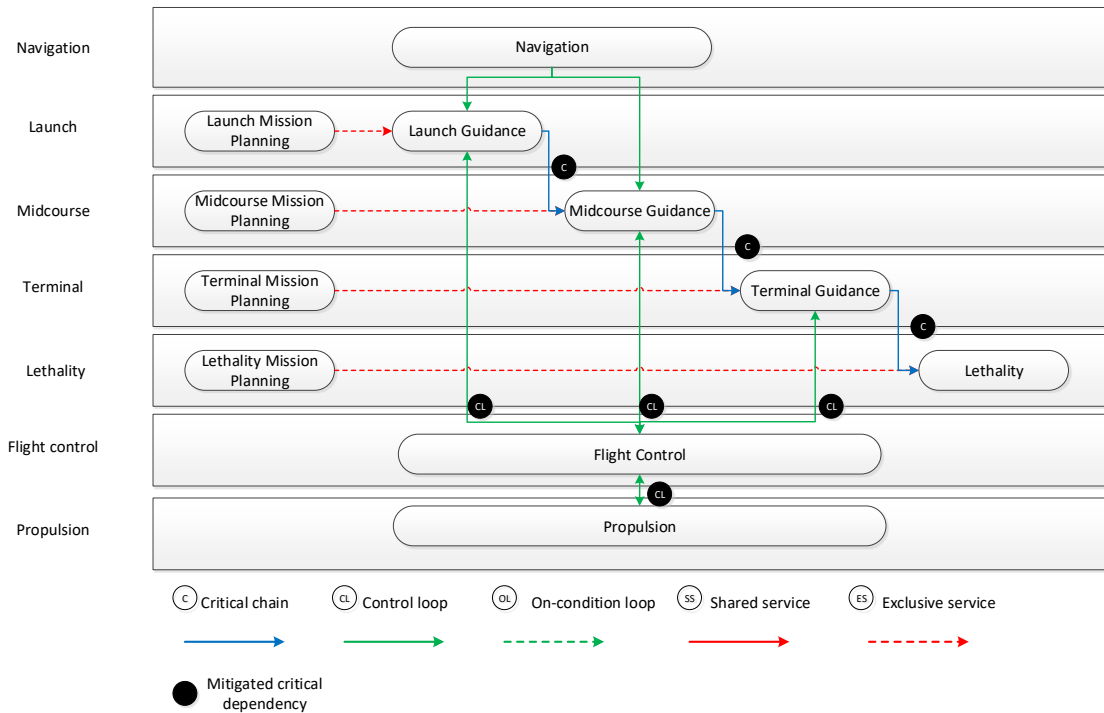 Navigation
Navigation
Launch
Launch Mission
Planning
Launch Guidance
C
Midcourse
Midcourse Mission
Planning
Midcourse Guidance
C
Terminal
Terminal Mission
Planning
Terminal Guidance
C
Lethality
Lethality Mission
Planning
Lethality
CL
CL
CL
Flight control
Flight Control
CL
Propulsion
Propulsion
C Critical chain
CL Control loop
OL On-condition loop
SS Shared service
ES Exclusive service
Mitigated critical
dependency